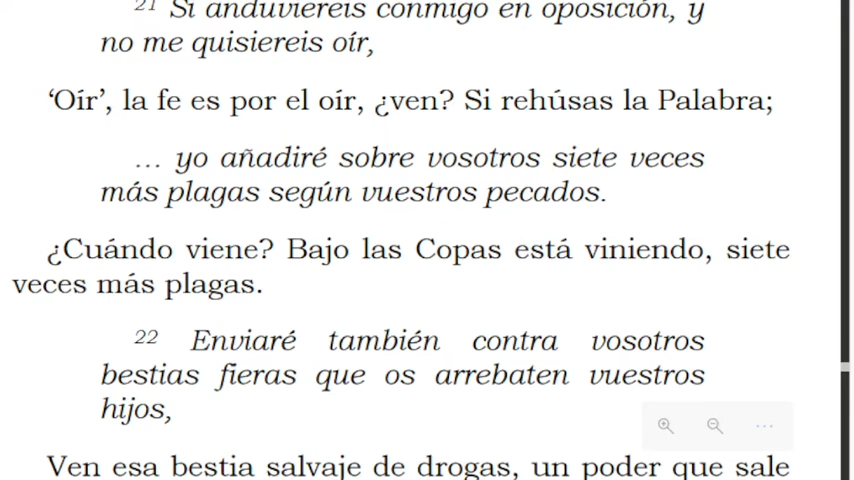 21 Si anduviereis conmigo en oposición, y
no me quisiereis oír,
‘Oír’, la fe es por el oír, ¿ven? Si rehúsas la Palabra;
... yo añadiré sobre vosotros siete veces
más plagas según vuestros pecados.
¿Cuándo viene? Bajo las Copas está viniendo, siete
veces más plagas.
22 Enviaré también contra vosotros
bestias fieras que os arrebaten vuestros
hijos,
Ven esa bestia salvaje de drogas, un poder que sale